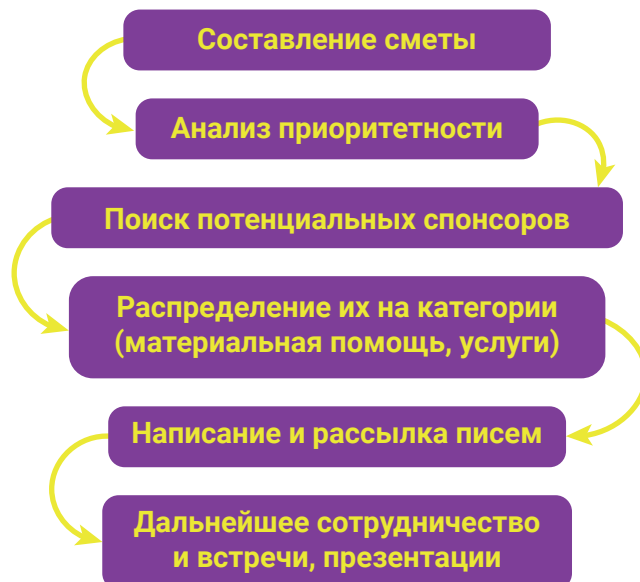 Составление сметы
Анализ приоритетности
Поиск потенциальных спонсоров
Распределение их на категории
(материальная помощь, услуги)
Написание и рассылка писем
Дальнейшее сотрудничество
и встречи, презентации